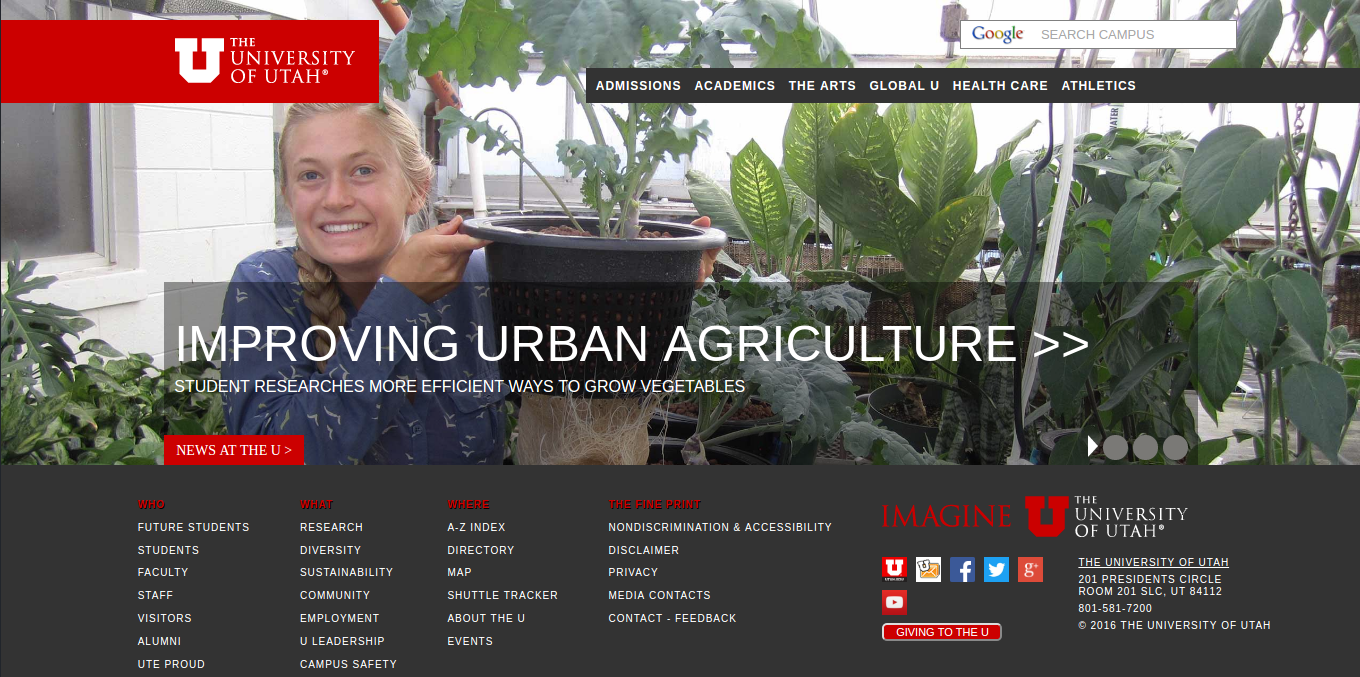 THE
UNIVERSITY
OF UTAH®
Google SEARCH CAMPUS
ADMISSIONS ACADEMICS THE ARTS GLOBAL U HEALTH CARE ATHLETICS
WATER
IMPROVING URBAN AGRICULTURE >>
STUDENT RESEARCHES MORE EFFICIENT WAYS TO GROW VEGETABLES
NEWS AT THE U >
WHO
FUTURE STUDENTS
STUDENTS
FACULTY
STAFF
VISITORS
ALUMNI
UTE PROUD
WHAT
RESEARCH
DIVERSITY
SUSTAINABILITY
COMMUNITY
EMPLOYMENT
U LEADERSHIP
CAMPUS SAFETY
WHERE
A-Z INDEX
DIRECTORY
MAP
SHUTTLE TRACKER
ABOUT THE U
EVENTS
THE FINE PRINT
NONDISCRIMINATION & ACCESSIBILITY
DISCLAIMER
PRIVACY
MEDIA CONTACTS
CONTACT - FEEDBACK
IMAGINE
THE
UNIVERSITY
OF UTAH®
GIVING TO THE U
THE UNIVERSITY OF UTAH
201 PRESIDENTS CIRCLE
ROOM 201 SLC, UT 84112
801-581-7200
© 2016 THE UNIVERSITY OF UTAH